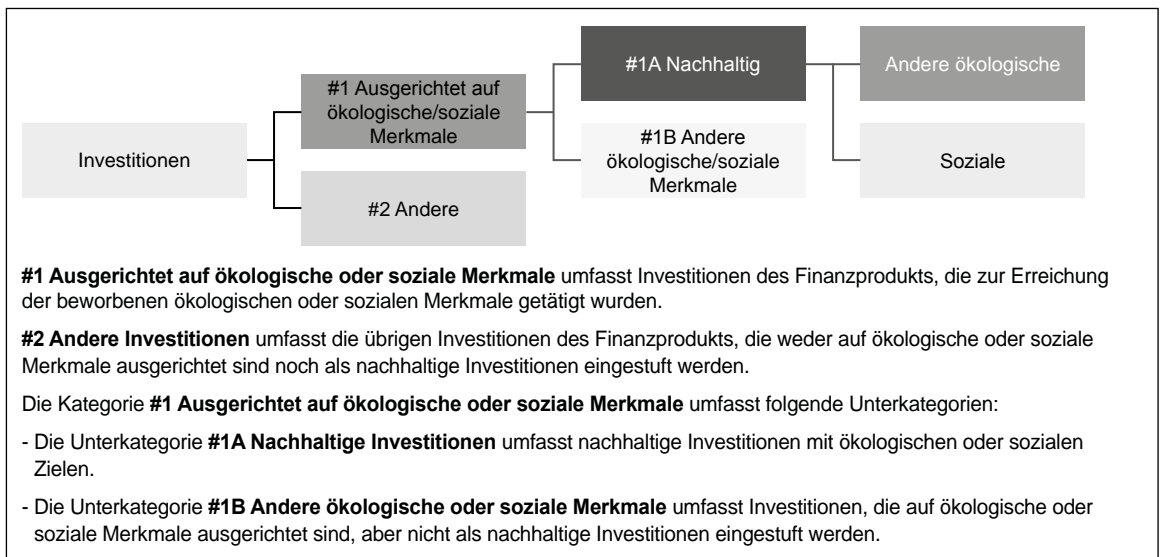 Investitionen
#1 Ausgerichtet auf
ökologische/soziale
Merkmale
#2 Andere
#1A Nachhaltig
#1B Andere
ökologische/soziale
Merkmale
Andere ökologische
Soziale
#1 Ausgerichtet auf ökologische oder soziale Merkmale umfasst Investitionen des Finanzprodukts, die zur Erreichung
der beworbenen ökologischen oder sozialen Merkmale getätigt wurden.
#2 Andere Investitionen umfasst die übrigen Investitionen des Finanzprodukts, die weder auf ökologische oder soziale
Merkmale ausgerichtet sind noch als nachhaltige Investitionen eingestuft werden.
Die Kategorie #1 Ausgerichtet auf ökologische oder soziale Merkmale umfasst folgende Unterkategorien:
- Die Unterkategorie #1A Nachhaltige Investitionen umfasst nachhaltige Investitionen mit ökologischen oder sozialen
Zielen.
- Die Unterkategorie #1B Andere ökologische oder soziale Merkmale umfasst Investitionen, die auf ökologische oder
soziale Merkmale ausgerichtet sind, aber nicht als nachhaltige Investitionen eingestuft werden.